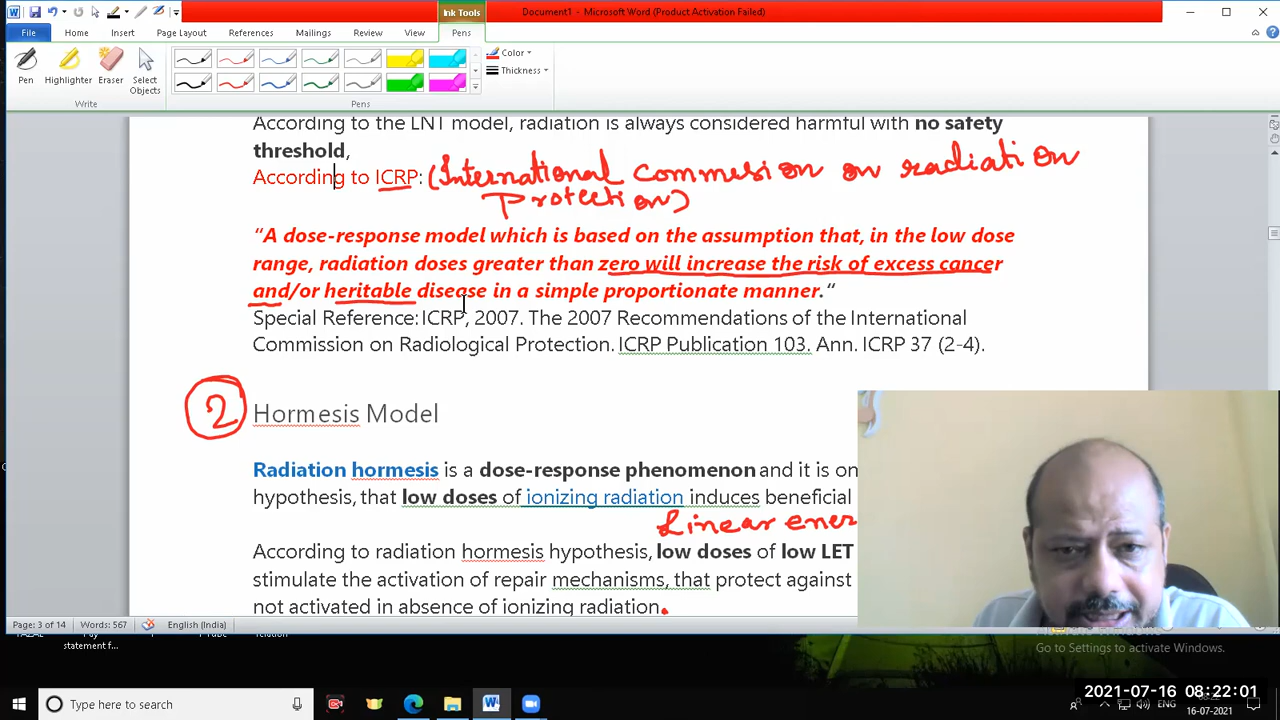 Ink Tools
Document1 - Microsoft Word (Product Activation Failed)
File Home Insert Page Layout References Mailings Review View Pens
Pen Highlighter Eraser Select Objects
Color
Thickness
Write Pens
According to the LNT model, radiation is always considered harmful with no safety
threshold,
According to ICRP: (International Commission on radiation
Protection)
“A dose-response model which is based on the assumption that, in the low dose
range, radiation doses greater than zero will increase the risk of excess cancer
and/or heritable disease in a simple proportionate manner.“
Special Reference: ICRP, 2007. The 2007 Recommendations of the International
Commission on Radiological Protection. ICRP Publication 103. Ann. ICRP 37 (2-4).
2 Hormesis Model
Radiation hormesis is a dose-response phenomenon and it is on
hypothesis, that low doses of ionizing radiation induces beneficial
Linear ener
According to radiation hormesis hypothesis, low doses of low LET
stimulate the activation of repair mechanisms, that protect against
not activated in absence of ionizing radiation.
Page: 3 of 14 Words: 567 English (India)
statement f...
Go to Settings to activate Windows.
Type here to search
ENG
2021-07-16 08:22:01
16-07-2021